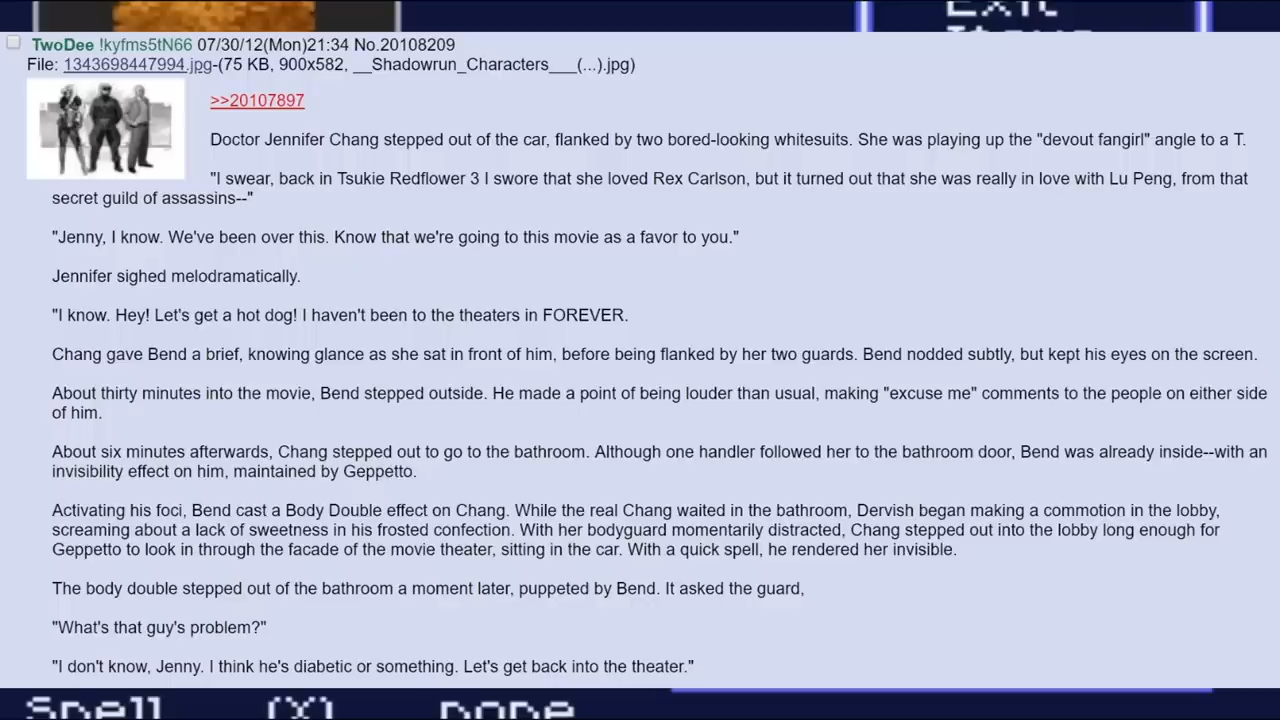 Exit
TwoDee !kyfms5tN66 07/30/12(Mon)21:34 No.20108209
File: 1343698447994.jpg-(75 KB, 900x582, __Shadowrun_Characters___(...).jpg)
>>20107897
Doctor Jennifer Chang stepped out of the car, flanked by two bored-looking whitesuits. She was playing up the "devout fangirl" angle to a T.
"I swear, back in Tsukie Redflower 3 I swore that she loved Rex Carlson, but it turned out that she was really in love with Lu Peng, from that
secret guild of assassins--"
"Jenny, I know. We've been over this. Know that we're going to this movie as a favor to you."
Jennifer sighed melodramatically.
"I know. Hey! Let's get a hot dog! I haven't been to the theaters in FOREVER.
Chang gave Bend a brief, knowing glance as she sat in front of him, before being flanked by her two guards. Bend nodded subtly, but kept his eyes on the screen.
About thirty minutes into the movie, Bend stepped outside. He made a point of being louder than usual, making "excuse me" comments to the people on either side
of him.
About six minutes afterwards, Chang stepped out to go to the bathroom. Although one handler followed her to the bathroom door, Bend was already inside--with an
invisibility effect on him, maintained by Geppetto.
Activating his foci, Bend cast a Body Double effect on Chang. While the real Chang waited in the bathroom, Dervish began making a commotion in the lobby,
screaming about a lack of sweetness in his frosted confection. With her bodyguard momentarily distracted, Chang stepped out into the lobby long enough for
Geppetto to look in through the facade of the movie theater, sitting in the car. With a quick spell, he rendered her invisible.
The body double stepped out of the bathroom a moment later, puppeted by Bend. It asked the guard,
"What's that guy's problem?"
"I don't know, Jenny. I think he's diabetic or something. Let's get back into the theater."
Spell (X) none